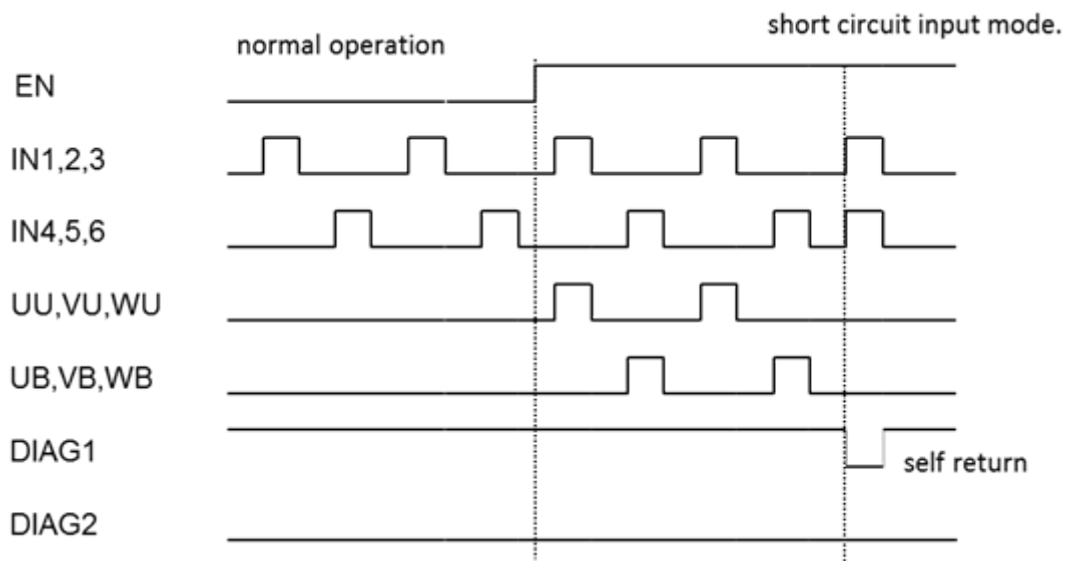 normal operation
short circuit input mode.
EN
IN1,2,3
IN4,5,6
UU,VU,WU
UB,VB,WB
DIAG1
self return
DIAG2